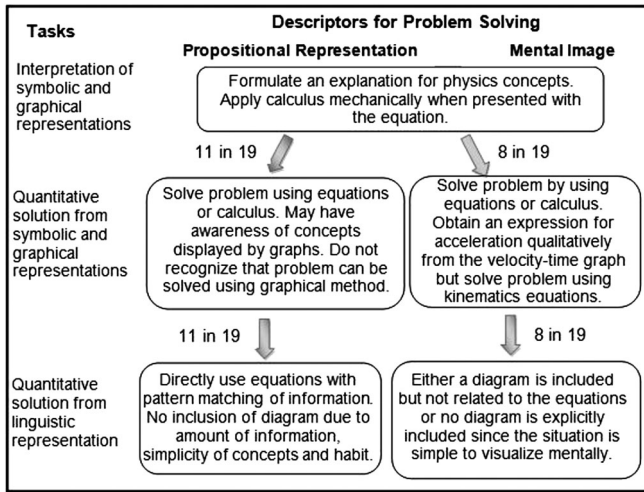 Tasks
Descriptors for Problem Solving
Propositional Representation
Mental Image
Interpretation of
symbolic and
graphical
representations
Formulate an explanation for physics concepts.
Apply calculus mechanically when presented with
the equation.
11 in 19
8 in 19
Quantitative
solution from
symbolic and
graphical
representations
Solve problem using equations
or calculus. May have
awareness of concepts
displayed by graphs. Do not
recognize that problem can be
solved using graphical method.
Solve problem by using
equations or calculus.
Obtain an expression for
acceleration qualitatively
from the velocity-time graph
but solve problem using
kinematics equations.
11 in 19
8 in 19
Quantitative
solution from
linguistic
representation
Directly use equations with
pattern matching of information.
No inclusion of diagram due to
amount of information,
simplicity of concepts and habit.
Either a diagram is included
but not related to the equations
or no diagram is explicitly
included since the situation is
simple to visualize mentally.